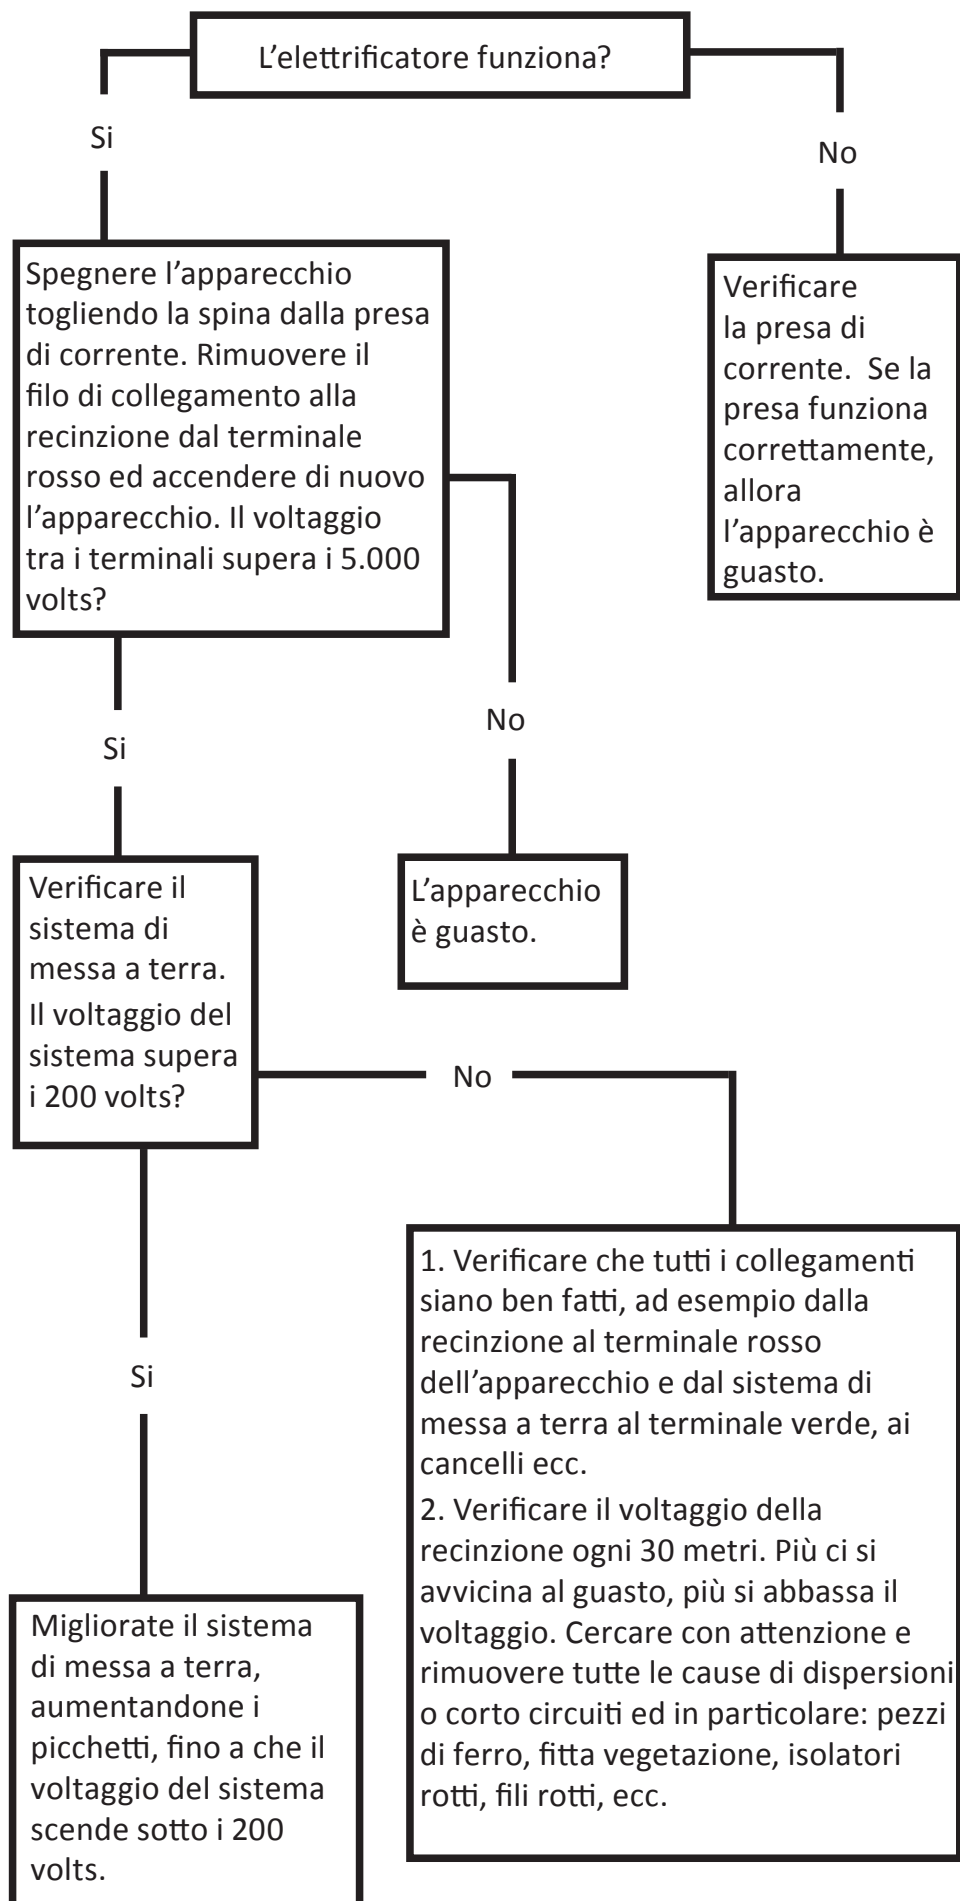 L'elettrificatore funziona?
Si
No
Spegnere l'apparecchio
togliendo la spina dalla presa
di corrente. Rimuovere il
filo di collegamento alla
recinzione dal terminale
rosso ed accendere di nuovo
l'apparecchio. Il voltaggio
tra i terminali supera i 5.000
volts?
Verificare
la presa di
corrente.  Se la
presa funziona
correttamente,
allora
l'apparecchio è
guasto.
Si
No
Verificare il
sistema di
messa a terra.
Il voltaggio del
sistema supera
i 200 volts?
L'apparecchio
è guasto.
No
Si
1. Verificare che tutti i collegamenti
siano ben fatti, ad esempio dalla
recinzione al terminale rosso
dell'apparecchio e dal sistema di
messa a terra al terminale verde, ai
cancelli ecc.
2. Verificare il voltaggio della
recinzione ogni 30 metri. Più ci si
avvicina al guasto, più si abbassa il
voltaggio. Cercare con attenzione e
rimuovere tutte le cause di dispersioni
o corto circuiti ed in particolare: pezzi
di ferro, fitta vegetazione, isolatori
rotti, fili rotti, ecc.
Migliorate il sistema
di messa a terra,
aumentandone i
picchetti, fino a che il
voltaggio del sistema
scende sotto i 200
volts.